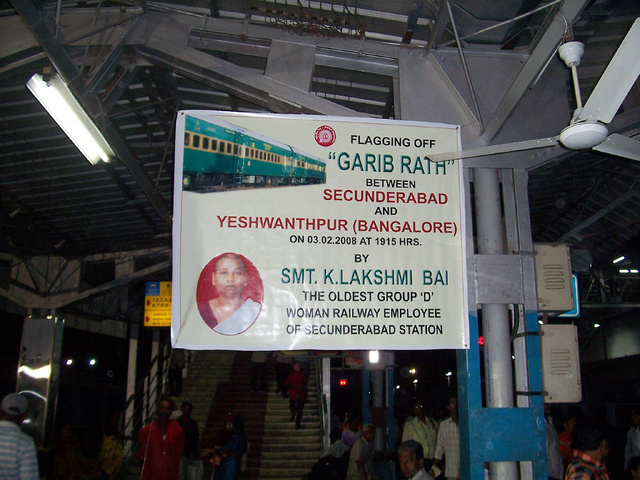 FLAGGING OFF
"GARIB RATH"
BETWEEN
SECUNDERABAD
AND
YESHWANTHPUR (BANGALORE)
ON 03.02.2008 AT 1915 HRS.
BY
SMT. K.LAKSHMI BAI
THE OLDEST GROUP 'D'
WOMAN RAILWAY EMPLOYEE
OF SECUNDERABAD STATION